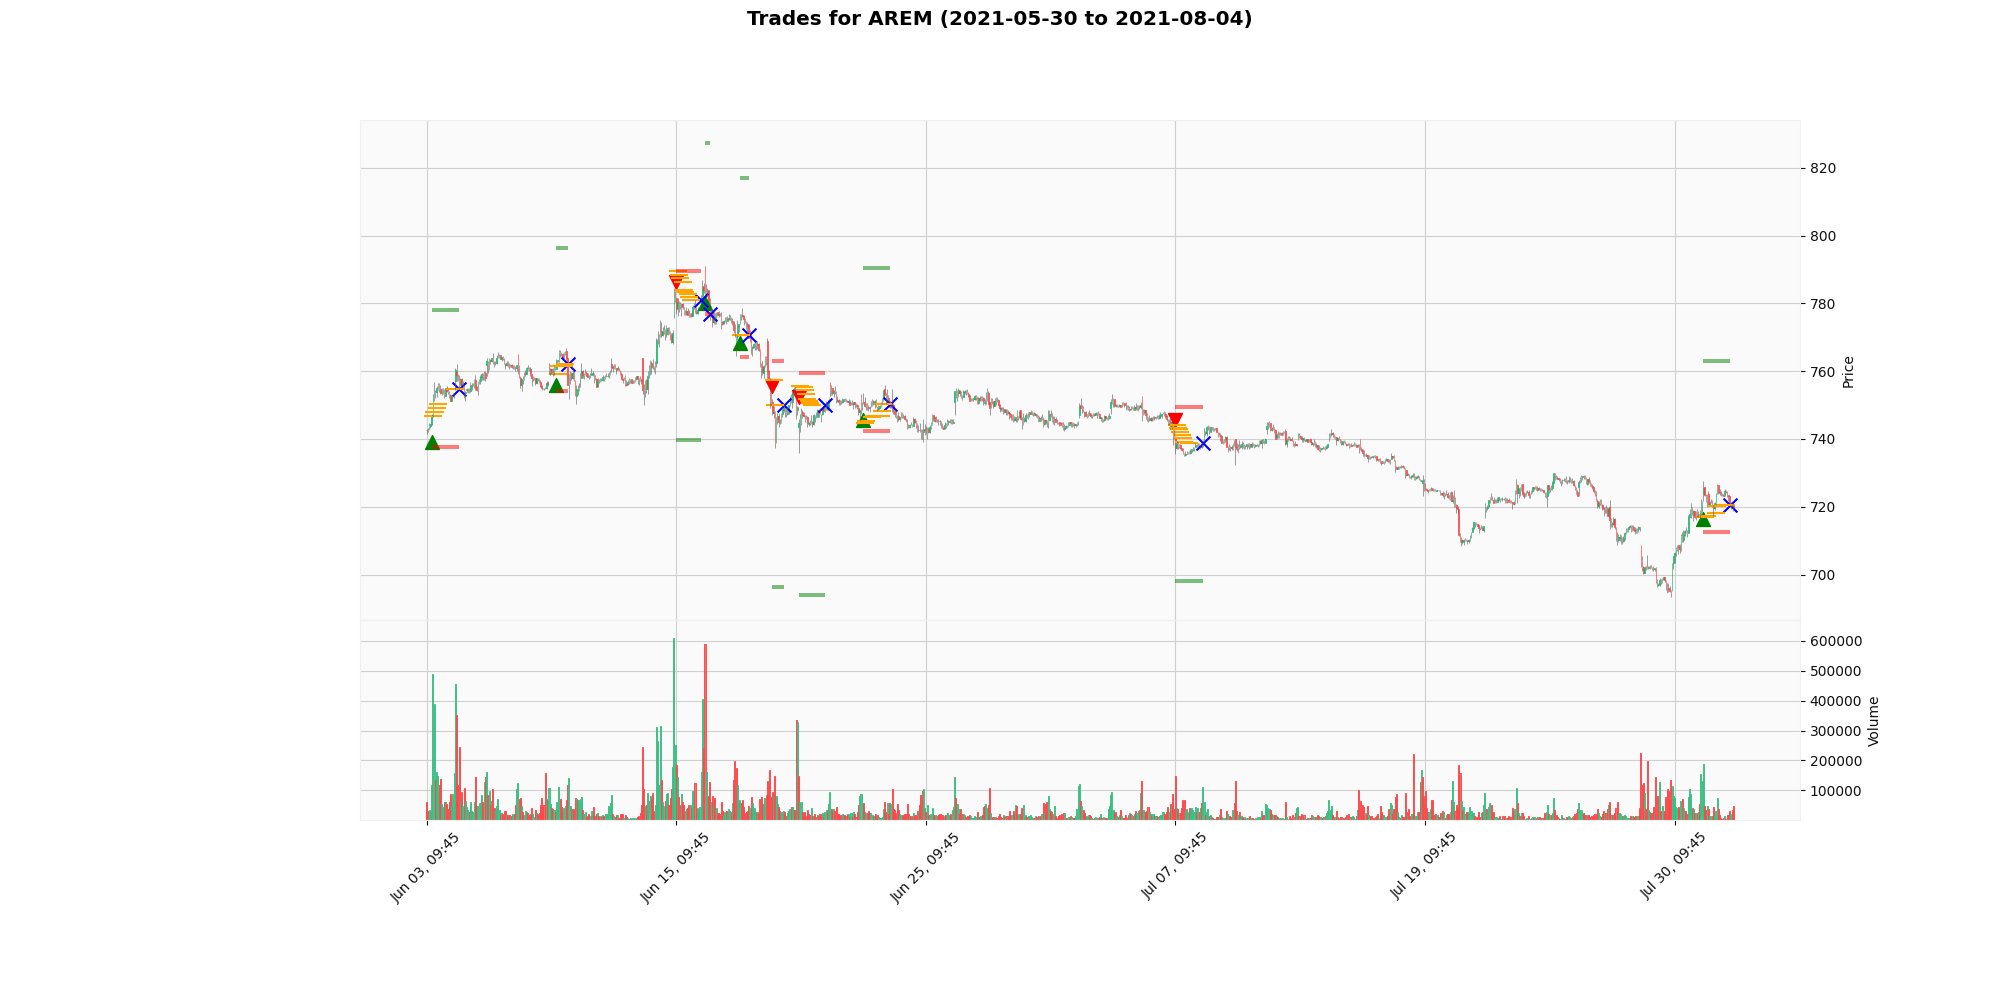 Trades for AREM (2021-05-30 to 2021-08-04)
820
800
780
760
740
720
700
Price
600000
500000
400000
300000
200000
100000
Volume
Jun 03, 09:45
Jun 15, 09:45
Jun 25, 09:45
Jul 07, 09:45
Jul 19, 09:45
Jul 30, 09:45